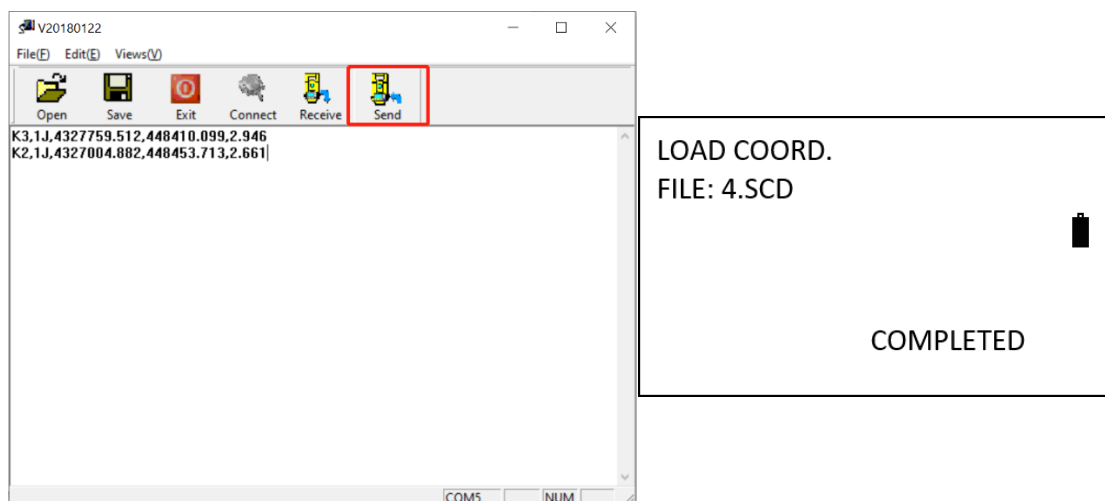 V20180122
File(F) Edit(E) Views(V)
Open Save Exit Connect Receive Send
K3,1J,4327759.512,448410.099,2.946
K2,1J,4327004.882,448453.713,2.661
COM5 NUM
LOAD COORD.
FILE: 4.SCD
COMPLETED